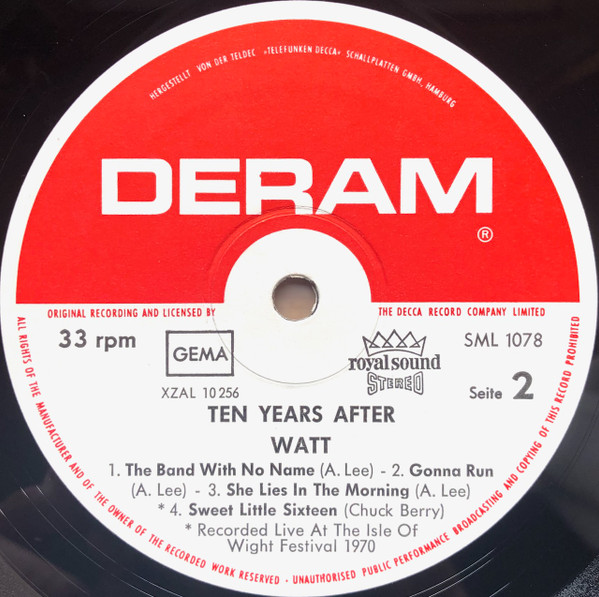 HERGESTELLT VON DER TELDEC »TELEFUNKEN DECCA« SCHALLPLATTEN GMBH, HAMBURG
DERAM
®
ORIGINAL RECORDING AND LICENSED BY THE DECCA RECORD COMPANY LIMITED
33 rpm
GEMA
royal sound
STEREO
SML 1078
XZAL 10 256
Seite 2
TEN YEARS AFTER
WATT
1. The Band With No Name (A. Lee) - 2. Gonna Run
(A. Lee) - 3. She Lies In The Morning (A. Lee)
* 4. Sweet Little Sixteen (Chuck Berry)
* Recorded Live At The Isle Of
Wight Festival 1970
ALL RIGHTS OF THE MANUFACTURER AND OF THE OWNER OF THE RECORDED WORK RESERVED - UNAUTHORISED PUBLIC PERFORMANCE BROADCASTING AND COPYING OF THIS RECORD PROHIBITED